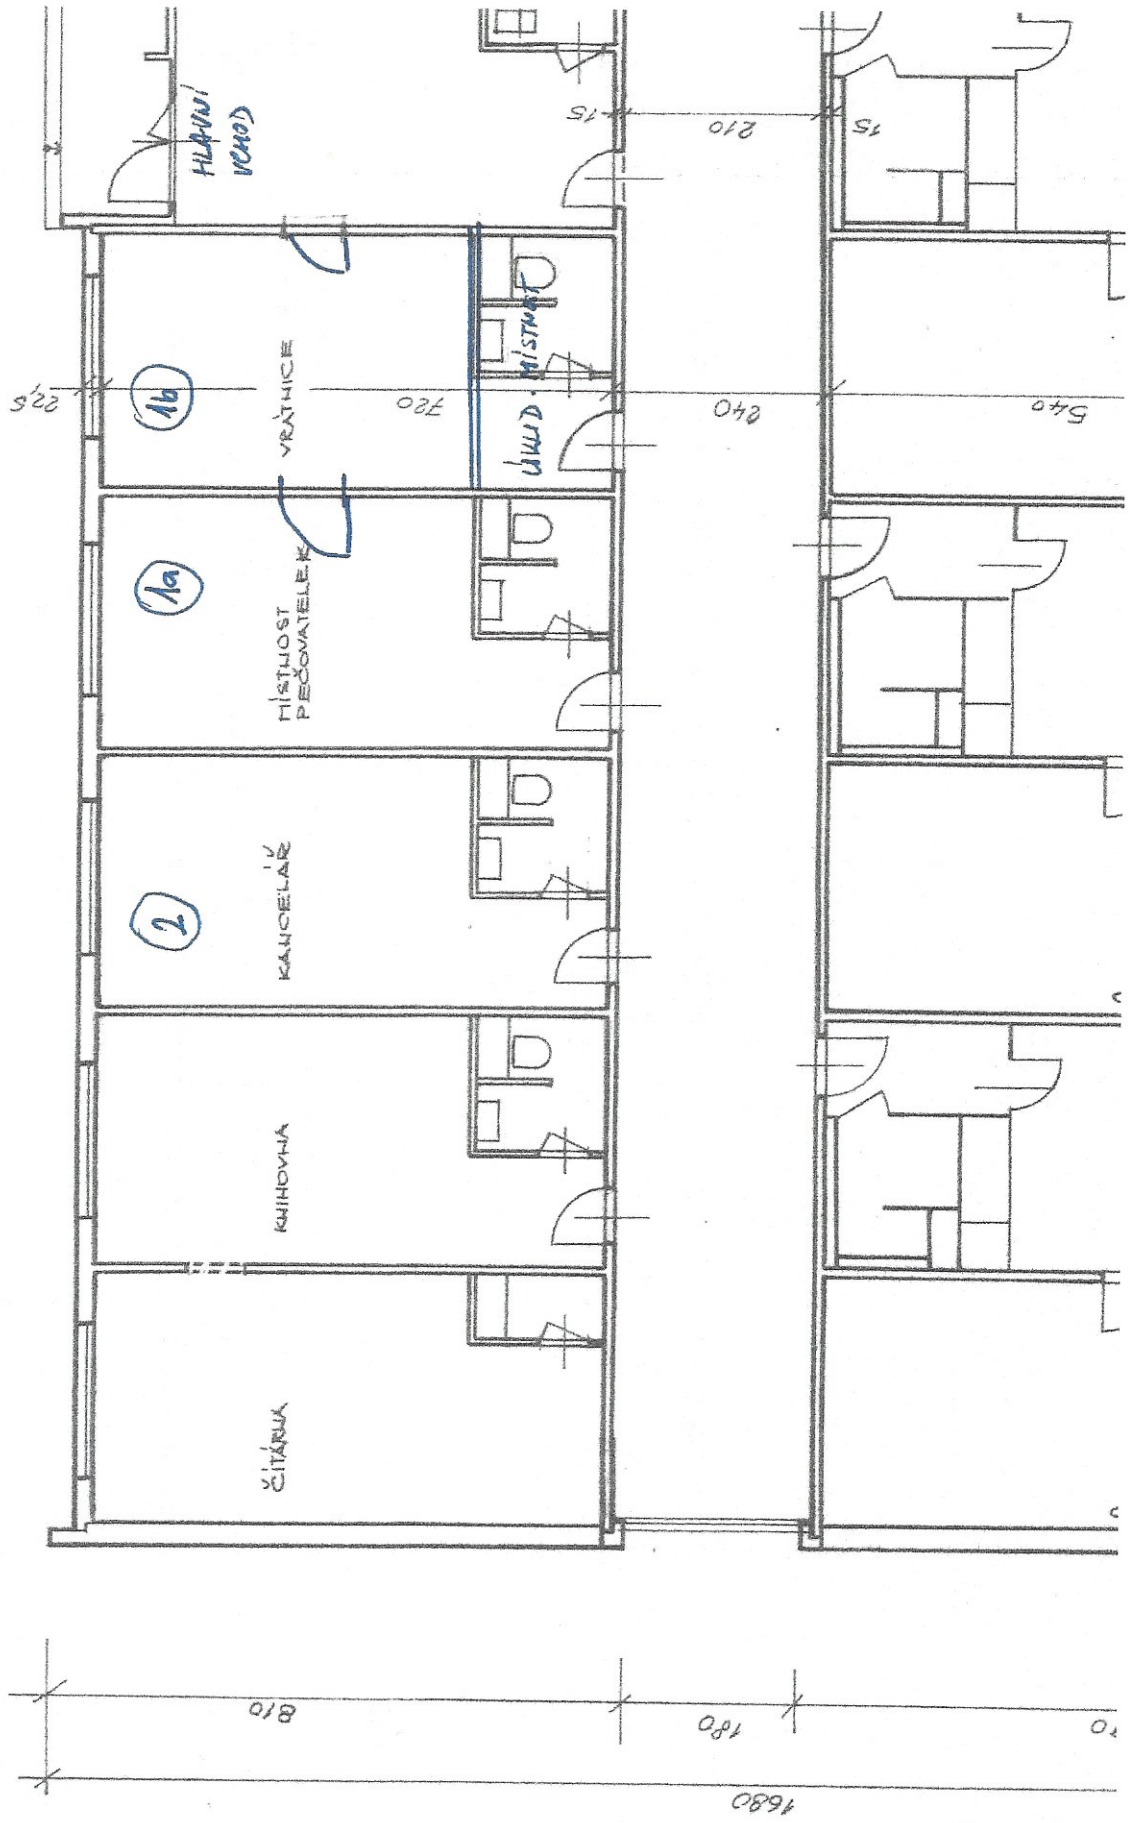 HLAVNÍ
VCHOD
15
210
15
22,5
1b
VRÁTNICE
720
ÚKLID. MÍSTNOST
240
540
1a
MÍSTNOST
PEČOVATELEK
2
KANCELÁŘ
KNIHOVNA
ČÍTÁRNA
810
180
1680